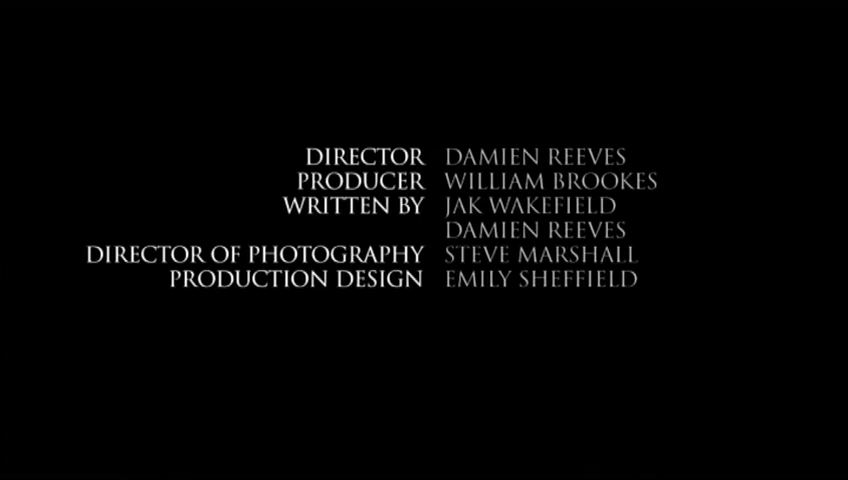 DIRECTOR DAMIEN REEVES
PRODUCER WILLIAM BROOKES
WRITTEN BY JAK WAKEFIELD
DAMIEN REEVES
DIRECTOR OF PHOTOGRAPHY STEVE MARSHALL
PRODUCTION DESIGN EMILY SHEFFIELD